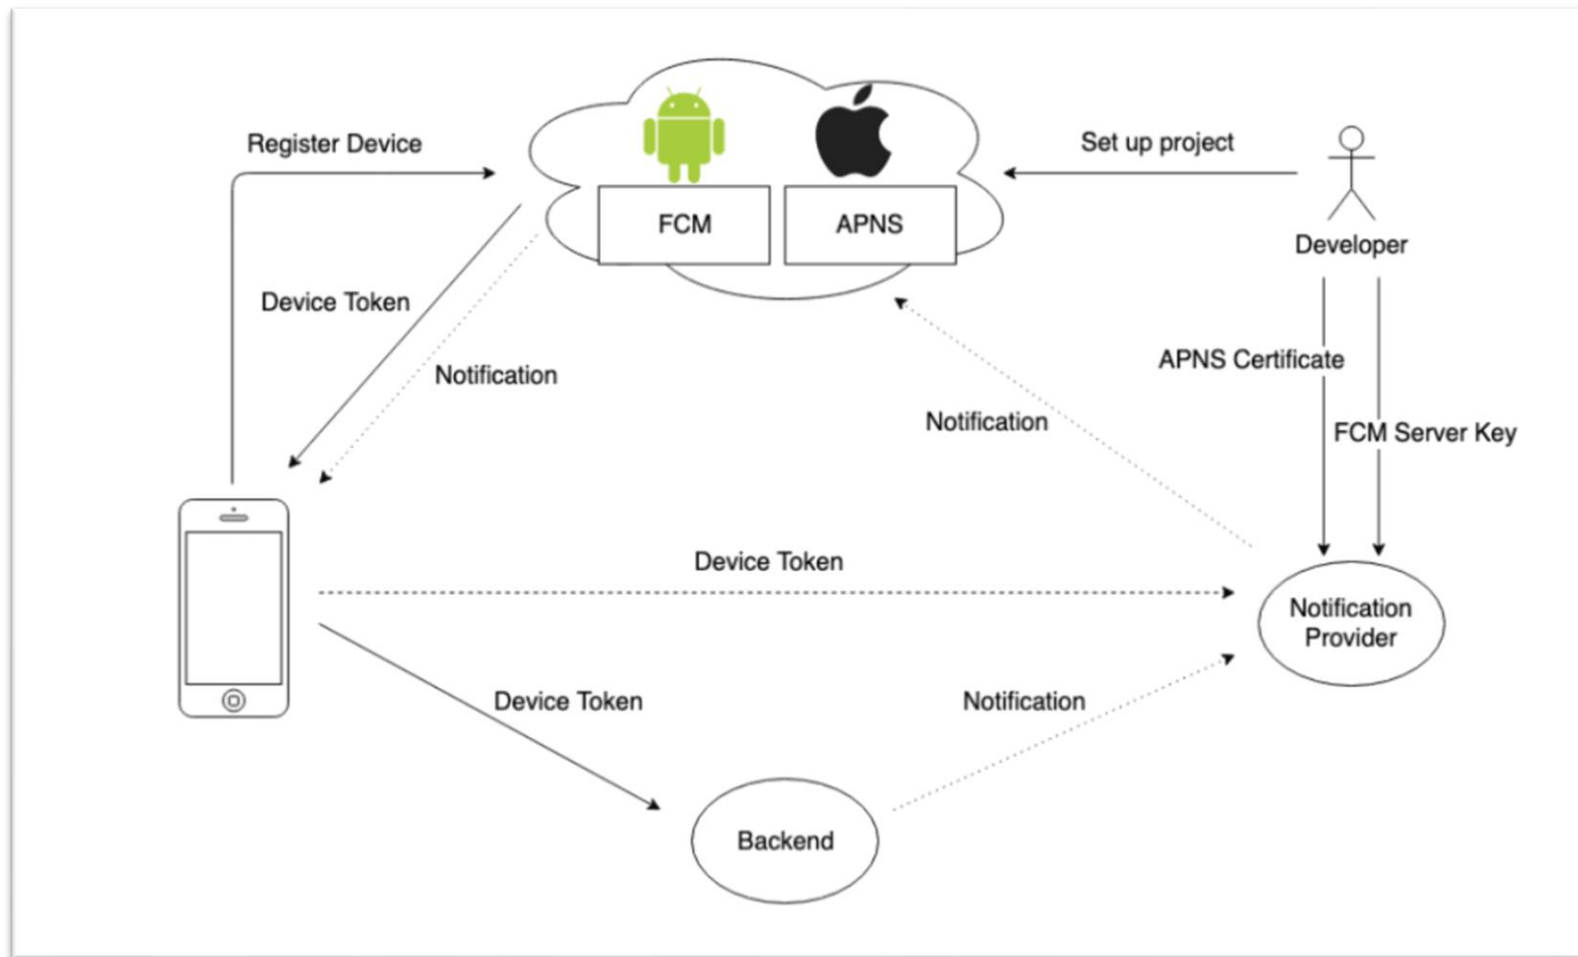 Register Device
Set up project
FCM
APNS
Developer
Device Token
Notification
APNS Certificate
Notification
FCM Server Key
Device Token
Notification
Provider
Device Token
Notification
Backend